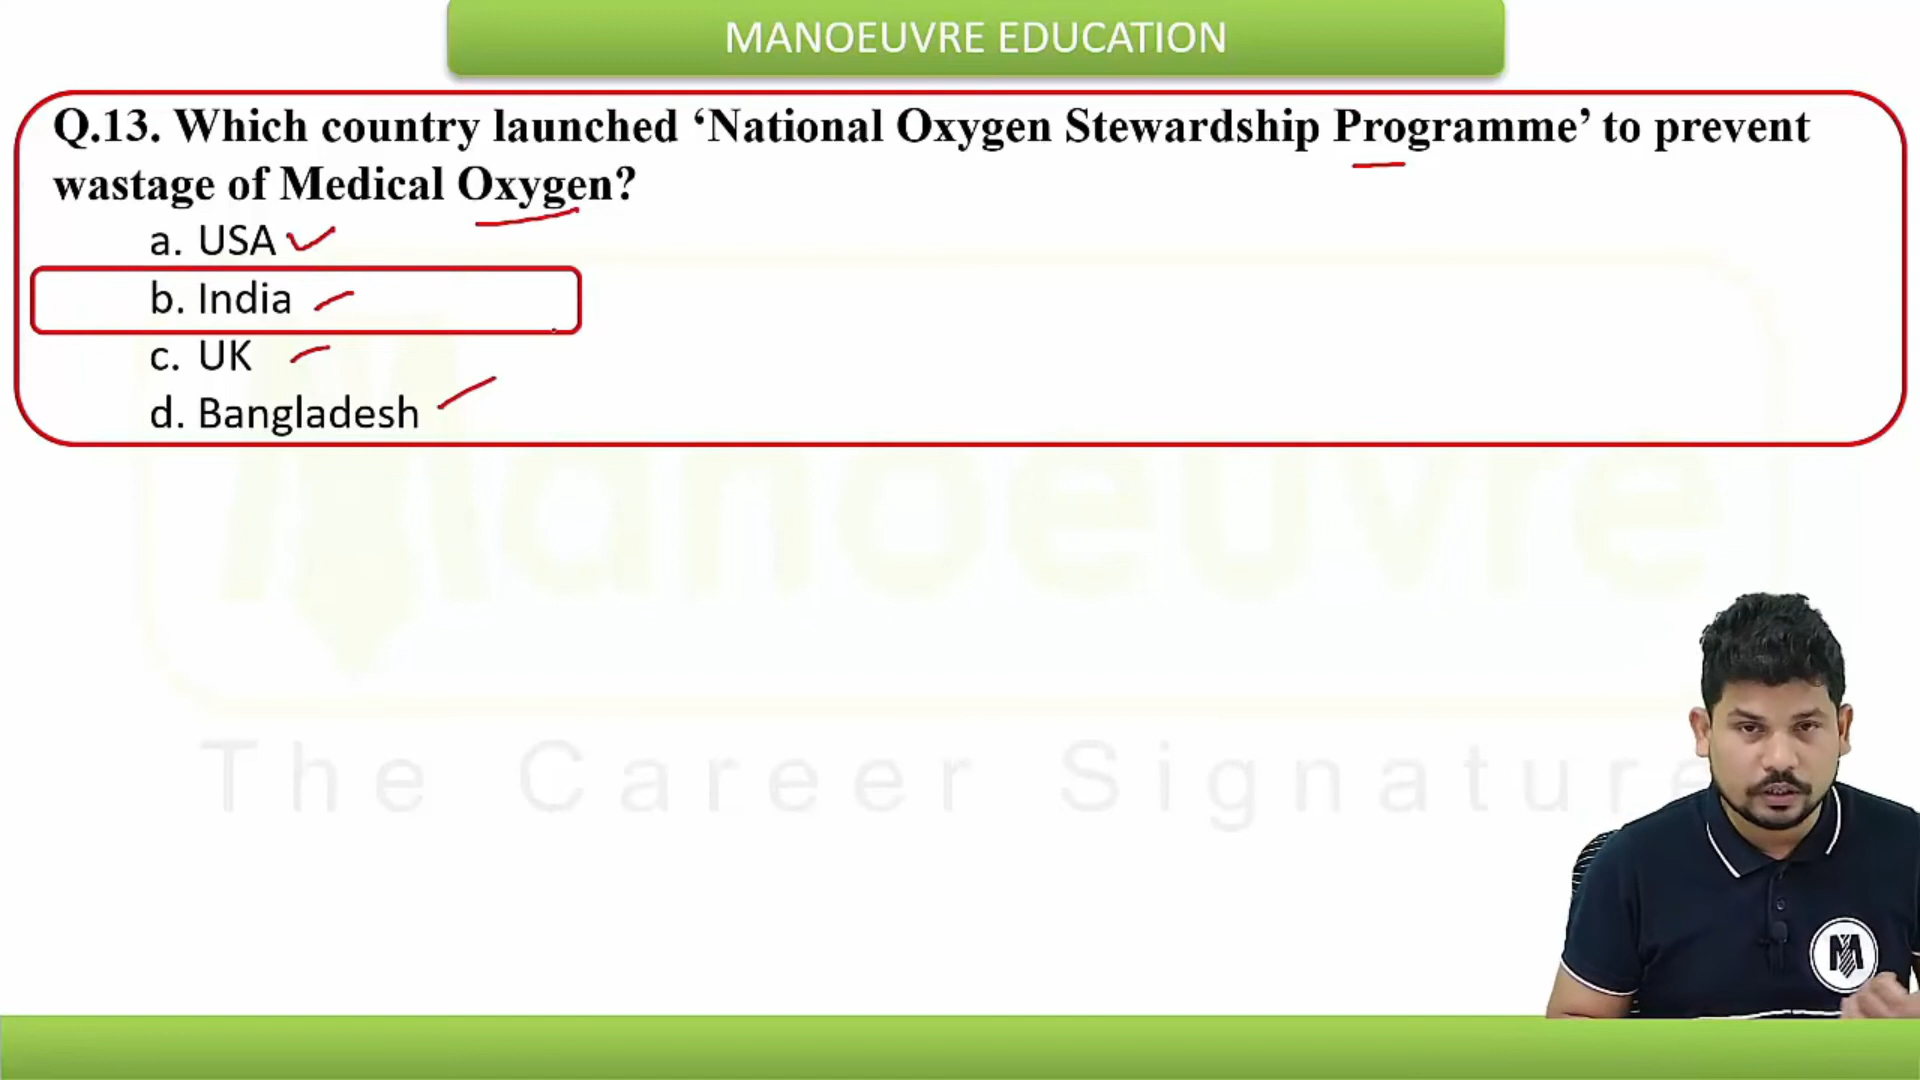 MANOEUVRE EDUCATION
Q.13. Which country launched ‘National Oxygen Stewardship Programme’ to prevent
wastage of Medical Oxygen?
a. USA
b. India
c. UK
d. Bangladesh
Manoeuvre
The Career Signature
M